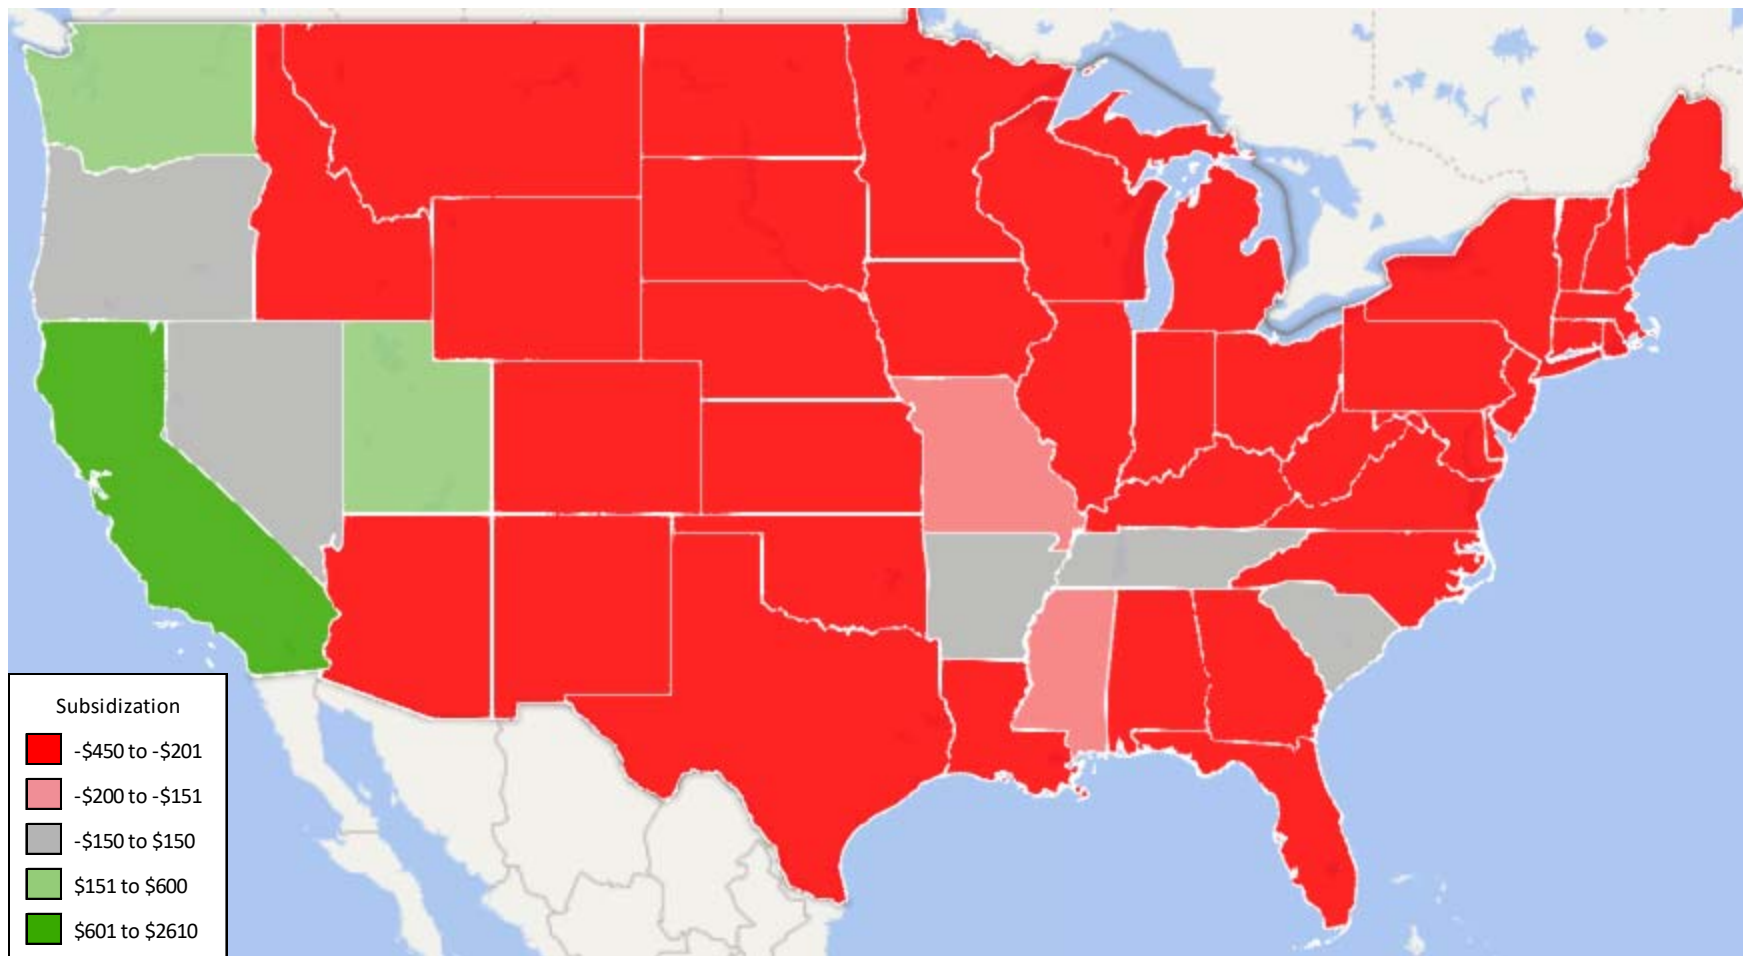 Subsidization
-$450 to -$201
-$200 to -$151
-$150 to $150
$151 to $600
$601 to $2610